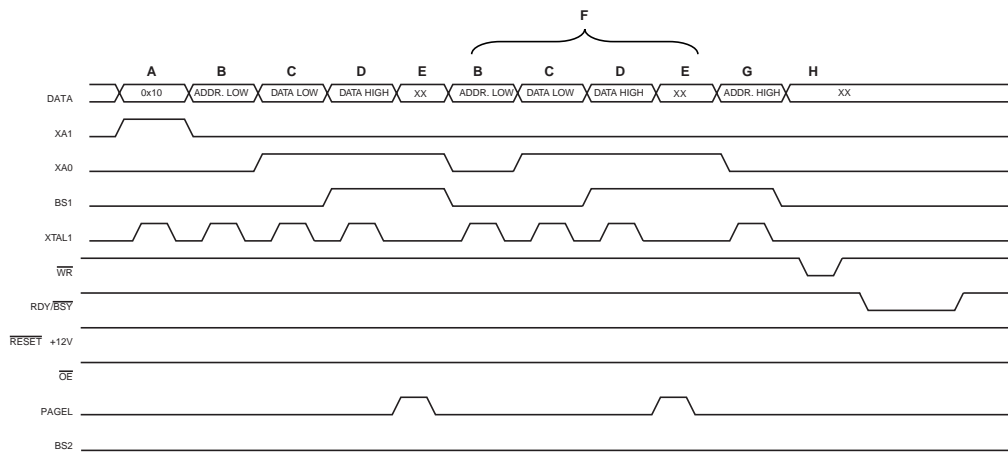 F
A B C D E B C D E G H
DATA 0x10 ADDR. LOW DATA LOW DATA HIGH XX ADDR. LOW DATA LOW DATA HIGH XX ADDR. HIGH XX
XA1
XA0
BS1
XTAL1
WR
RDY/BSY
RESET +12V
OE
PAGEL
BS2